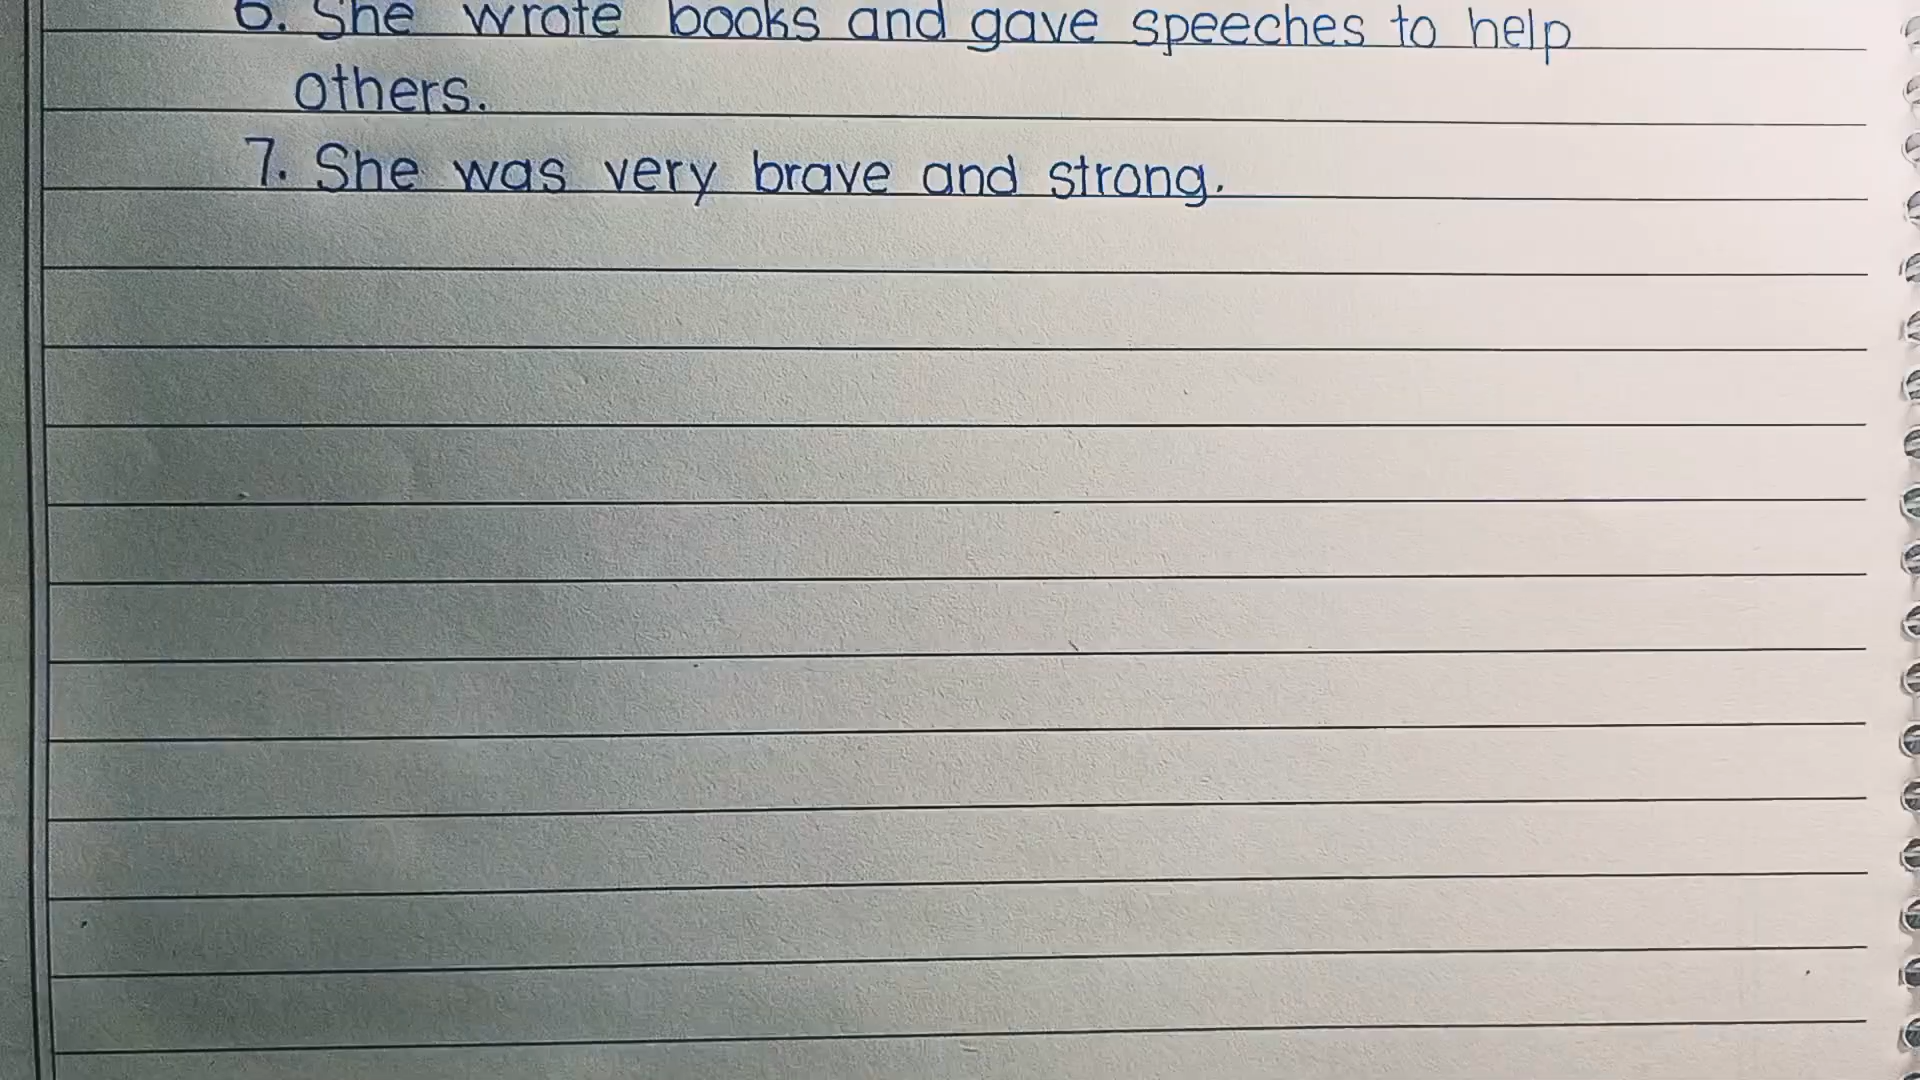 6. She wrote books and gave speeches to help
others.
7. She was very brave and strong.